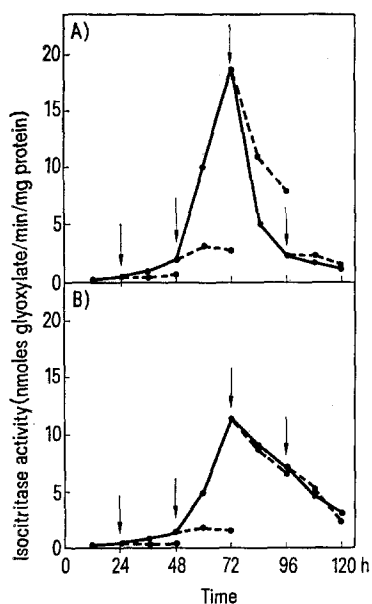 A)
20
15
10
5
0
B)
20
15
10
5
0
0 24 48 72 96 120 h
Time
Isocitritase activity (nmoles glyoxylate/min/mg protein)